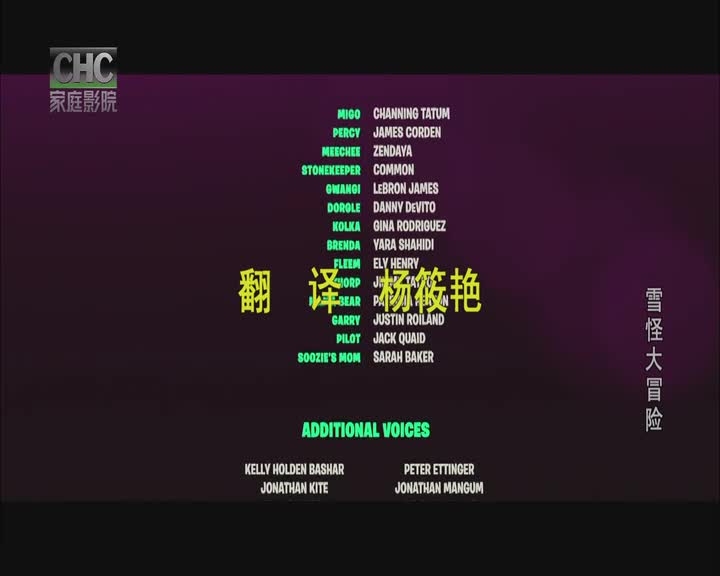 CHC
家庭影院
MIGO CHANNING TATUM
PERCY JAMES CORDEN
MEECHEE ZENDAYA
STONEKEEPER COMMON
GWANGI LEBRON JAMES
DORGLE DANNY DEVITO
KOLKA GINA RODRIGUEZ
BRENDA YARA SHAHIDI
FLEEM ELY HENRY
翻 译 杨筱艳
BEAR
GARRY JUSTIN ROILAND
PILOT JACK QUAID
SOOZIE'S MOM SARAH BAKER
雪怪大冒险
ADDITIONAL VOICES
KELLY HOLDEN BASHAR PETER ETTINGER
JONATHAN KITE JONATHAN MANGUM